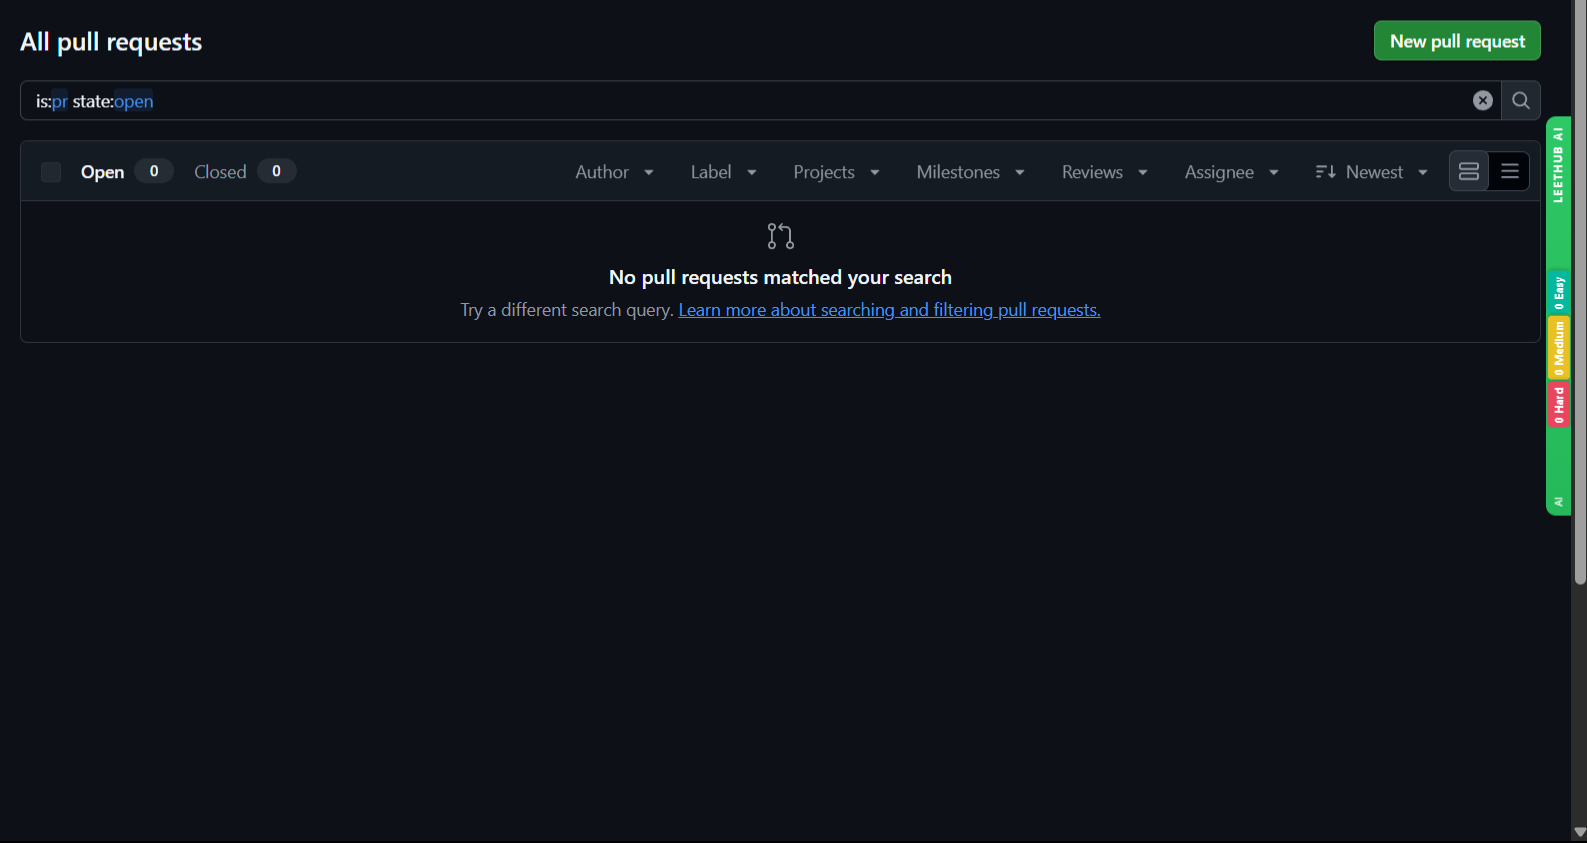 All pull requests
New pull request
is:pr state:open
Open 0 Closed 0 Author Label Projects Milestones Reviews Assignee Newest
No pull requests matched your search
Try a different search query. Learn more about searching and filtering pull requests.
LEETHUB AI
0 Easy
0 Medium
0 Hard
AI